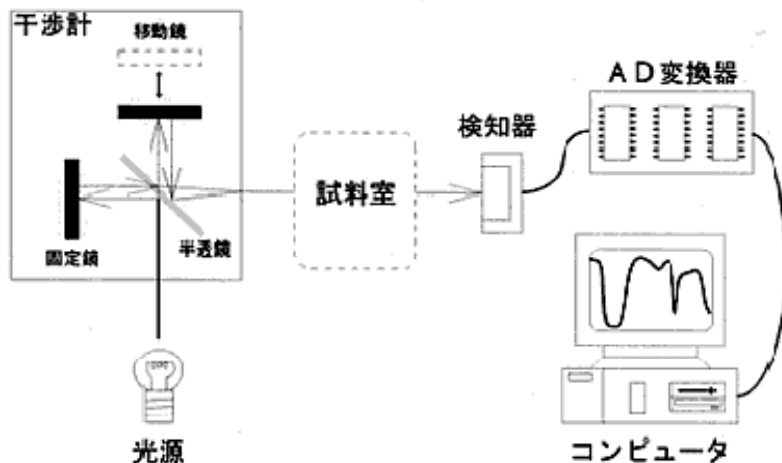 干渉計
移動鏡
固定鏡
半透鏡
光源
試料室
検知器
ＡＤ変換器
コンピュータ